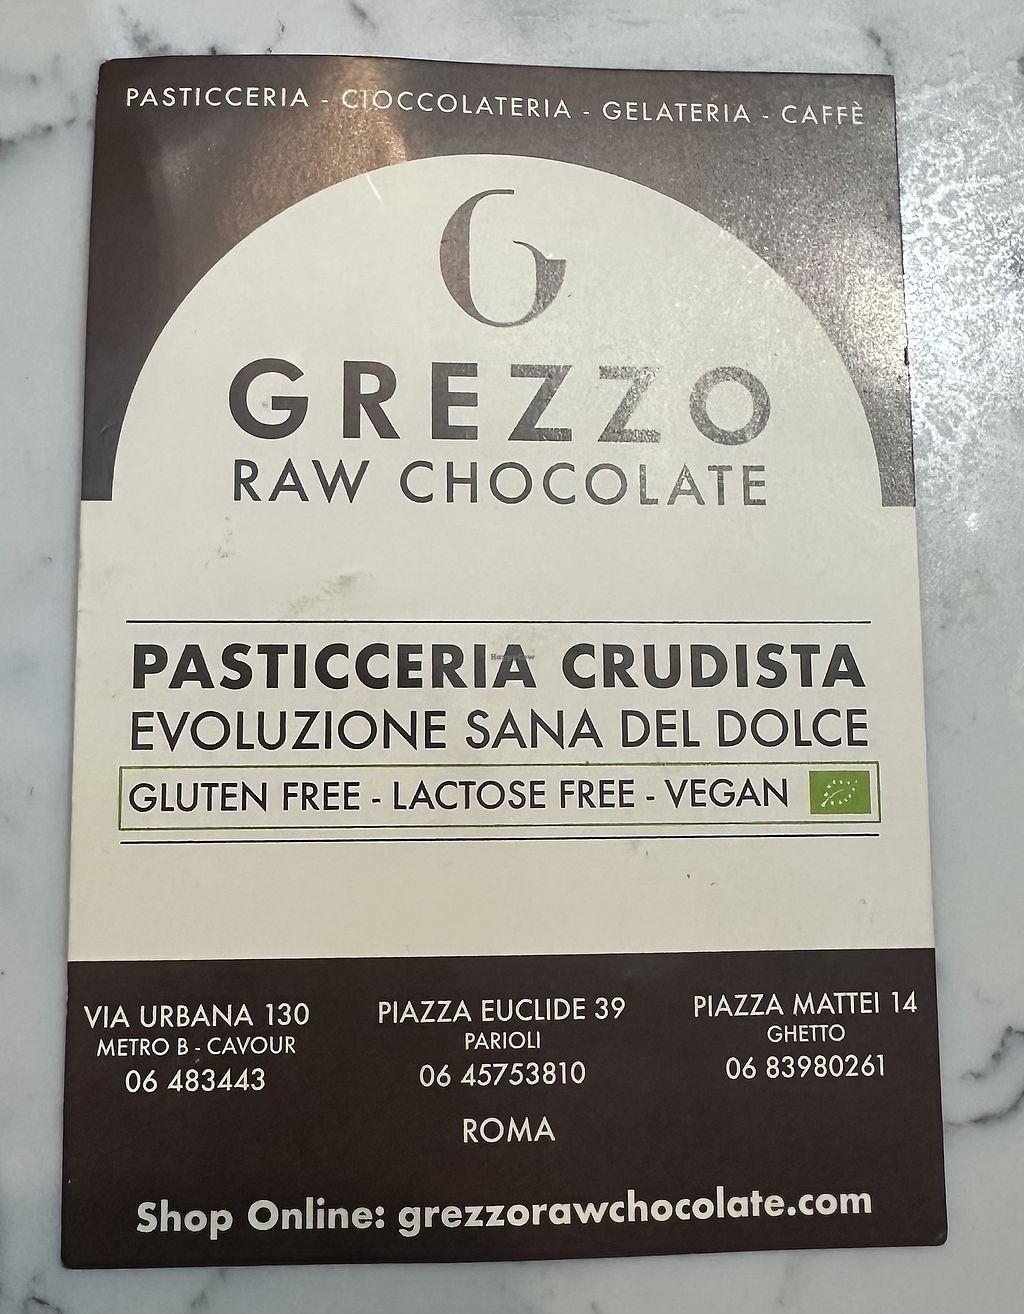 PASTICCERIA - CIOCCOLATERIA - GELATERIA - CAFFÈ
G
GREZZO
RAW CHOCOLATE
PASTICCERIA CRUDISTA
HappyCow
EVOLUZIONE SANA DEL DOLCE
GLUTEN FREE - LACTOSE FREE - VEGAN
VIA URBANA 130
METRO B - CAVOUR
06 483443
PIAZZA EUCLIDE 39
PARIOLI
06 45753810
PIAZZA MATTEI 14
GHETTO
06 83980261
ROMA
Shop Online: grezzorawchocolate.com